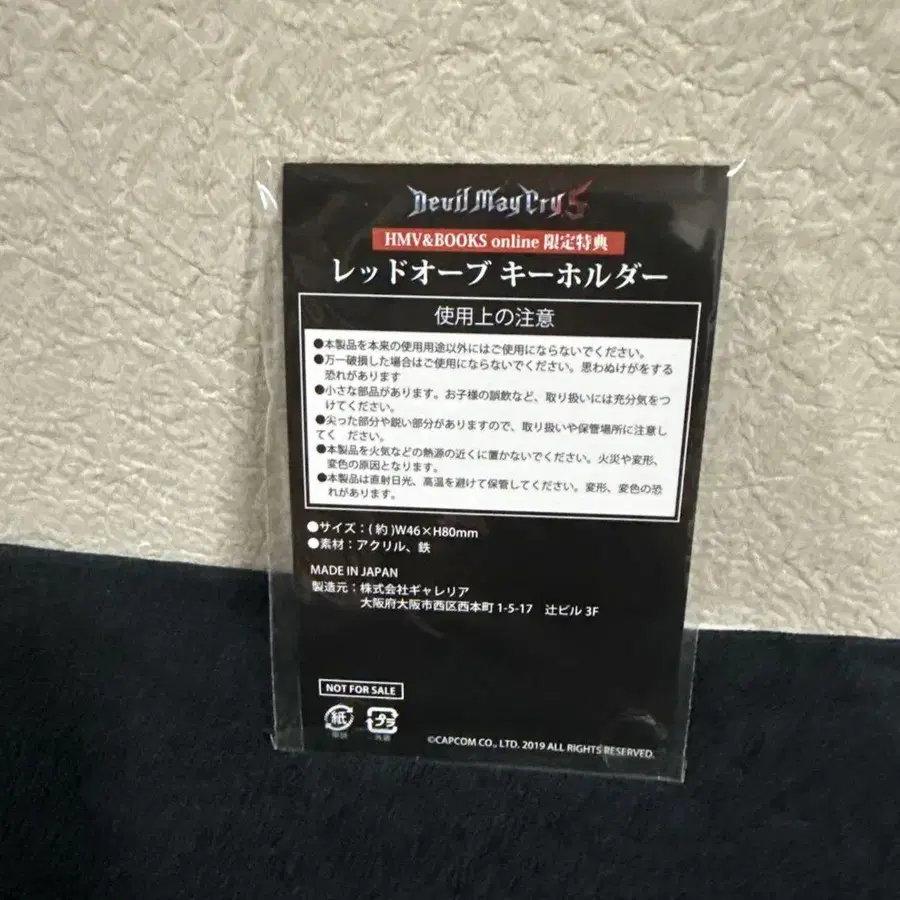 Devil May Cry 5
HMV&BOOKS online 限定特典
レッドオーブ キーホルダー
使用上の注意
●本製品を本来の使用用途以外にはご使用にならないでください。
●万一破損した場合はご使用にならないでください。思わぬけがをする
恐れがあります
●小さな部品があります。お子様の誤飲など、取り扱いには充分気をつ
けてください。
●尖った部分や鋭い部分がありますので、取り扱いや保管場所に注意し
てく ださい。
●本製品を火気などの熱源の近くに置かないでください。火災や変形、
変色の原因となります。
●本製品は直射日光、高温を避けて保管してください。変形、変色の恐
れがあります。
●サイズ：(約)W46×H80mm
●素材：アクリル、鉄
MADE IN JAPAN
製造元：株式会社ギャレリア
大阪府大阪市西区西本町1-5-17 辻ビル 3F
NOT FOR SALE
紙 プラ
台紙 外装
©CAPCOM CO., LTD. 2019 ALL RIGHTS RESERVED.